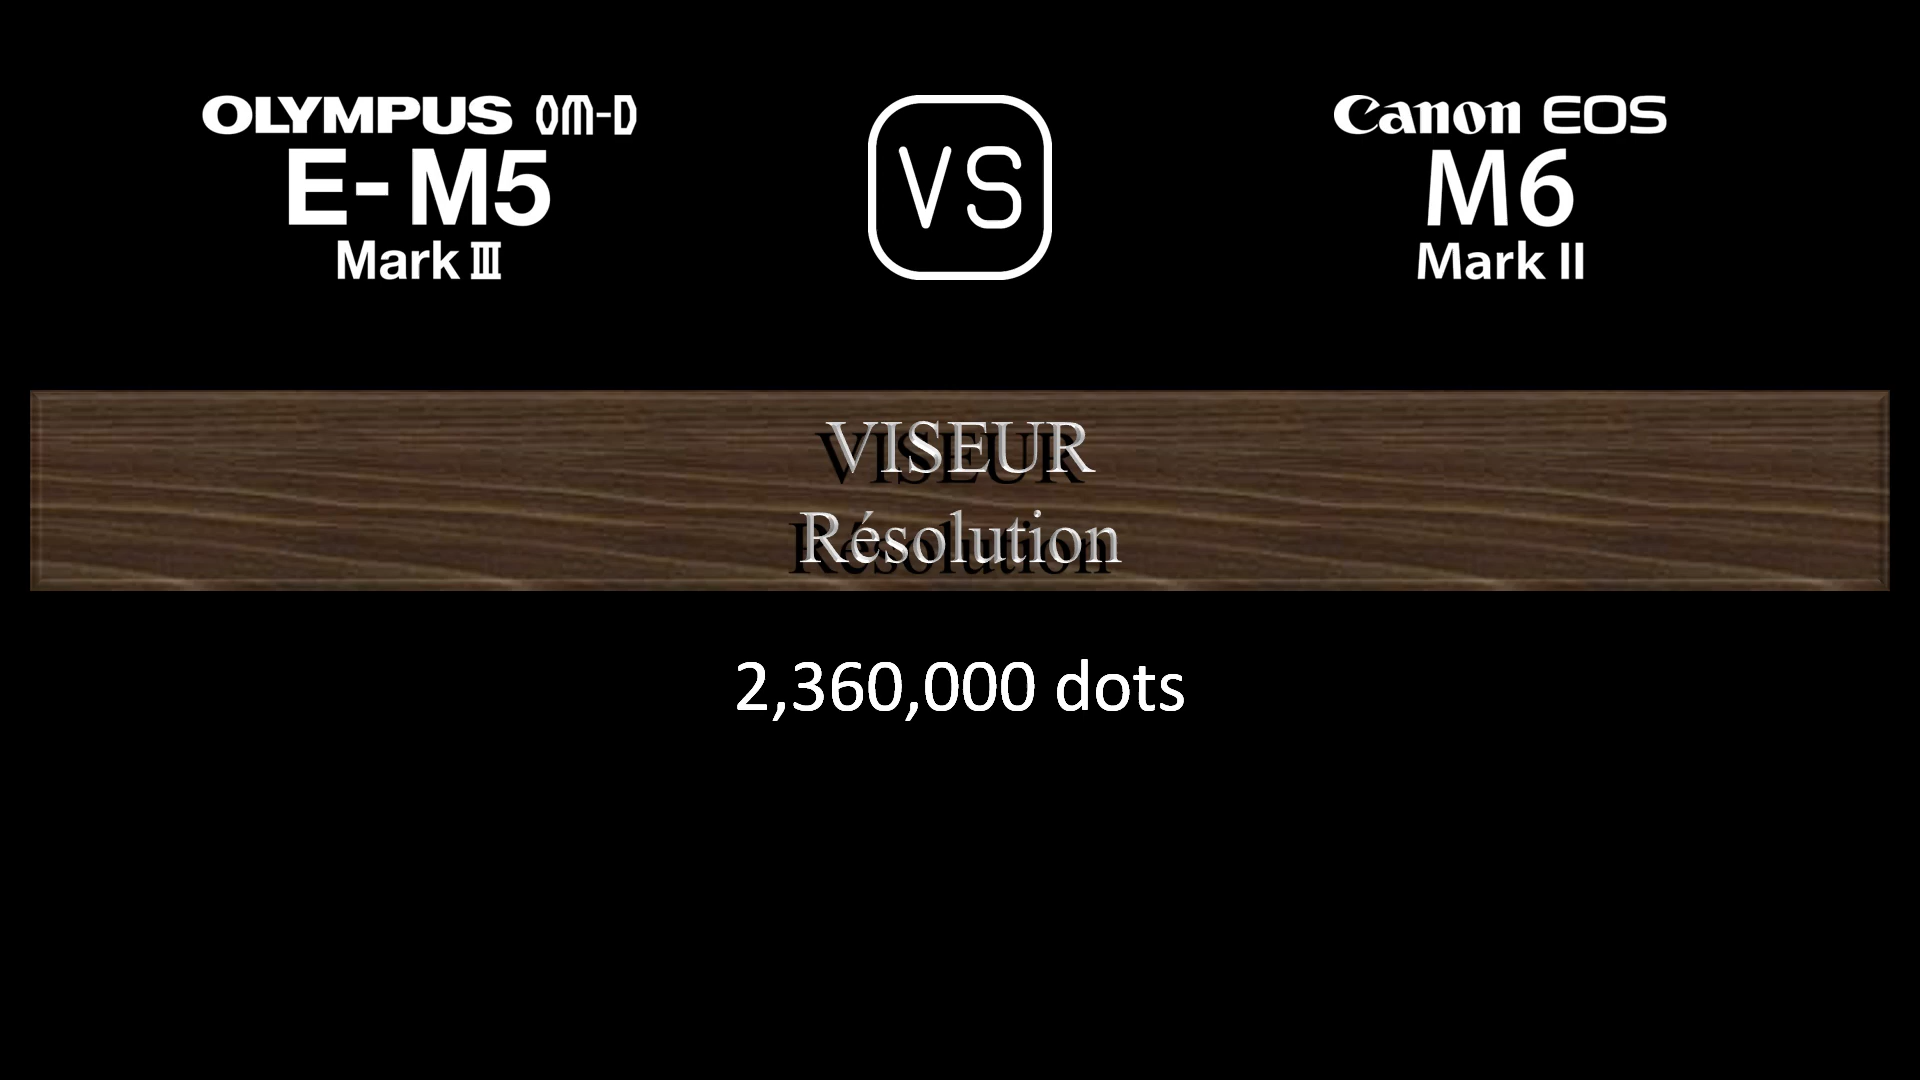 OLYMPUS OM-D
E-M5
Mark III
VS
Canon EOS
M6
Mark II
VISEUR
Résolution
2,360,000 dots